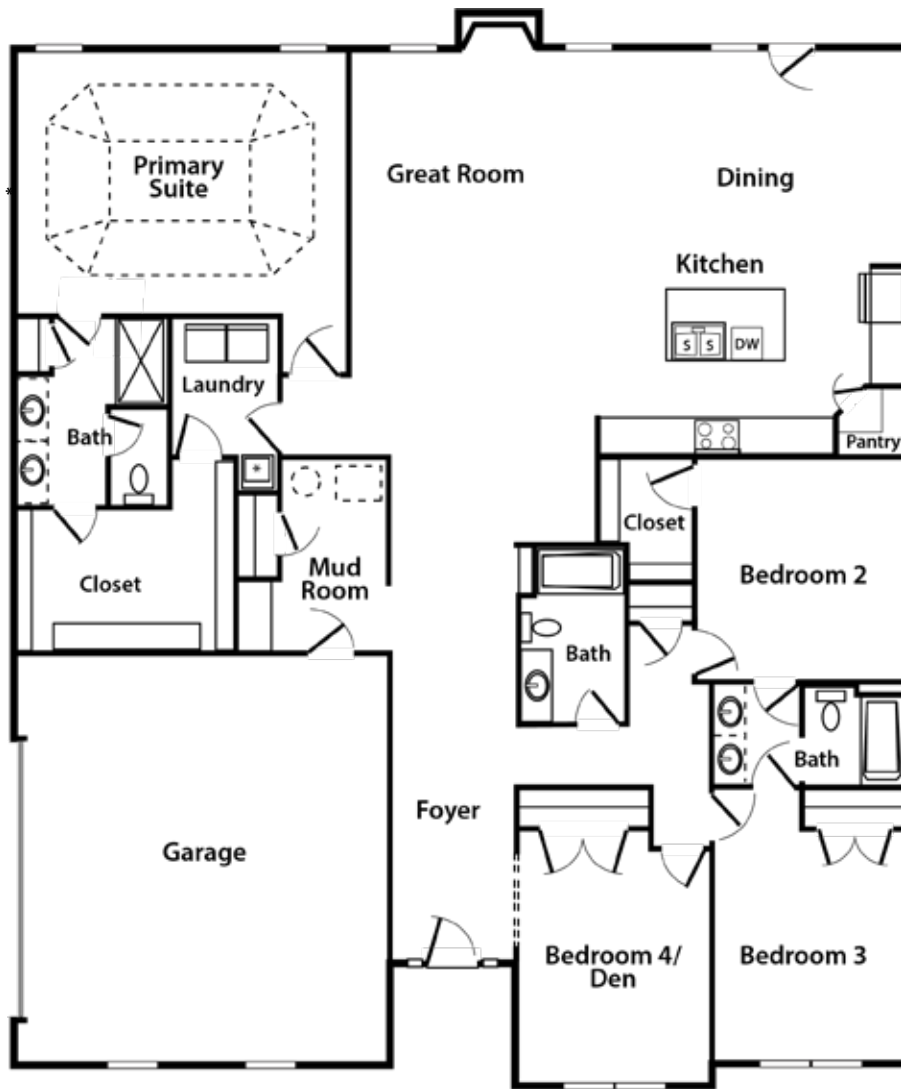 Primary
Suite
Great Room
Dining
Kitchen
S S DW
Laundry
Bath
Pantry
*
Closet
Closet
Mud
Room
Bedroom 2
Bath
Bath
Foyer
Garage
Bedroom 4/
Den
Bedroom 3
*